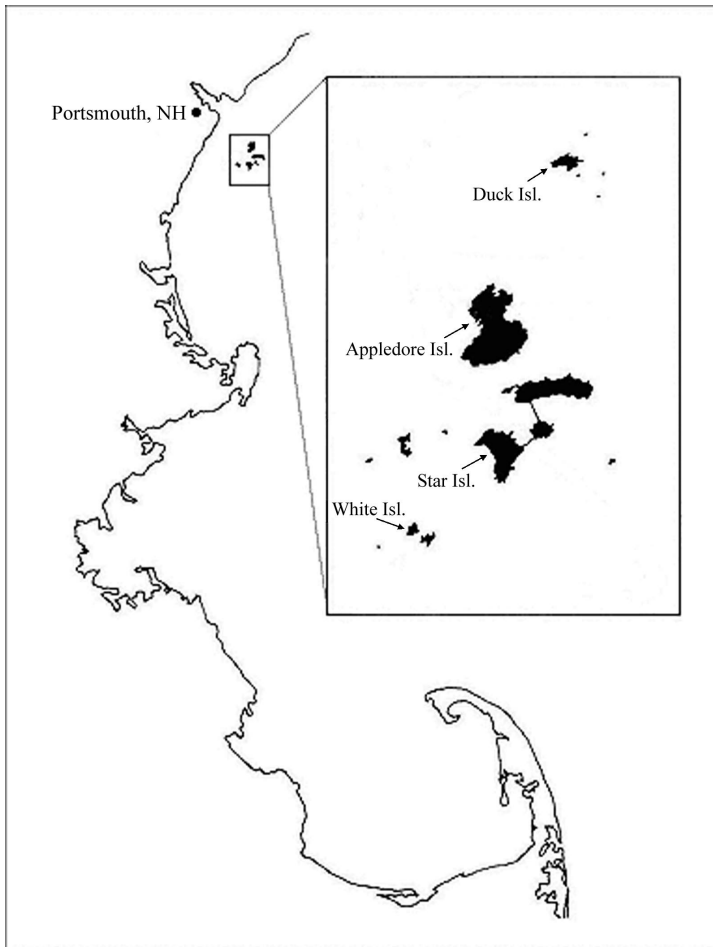 Portsmouth, NH
Duck Isl.
Appledore Isl.
Star Isl.
White Isl.